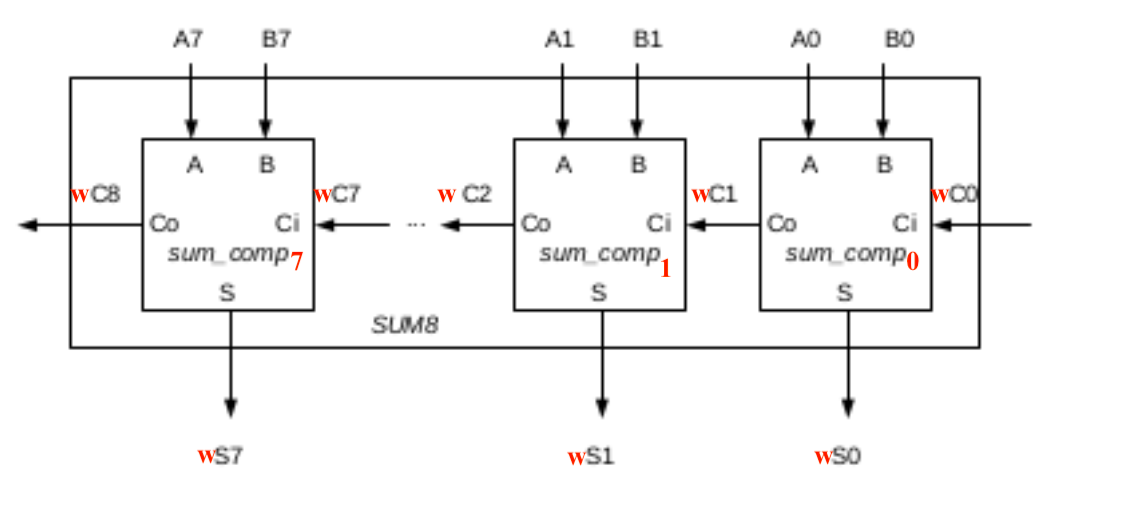 A7 B7 A1 B1 A0 B0
A B A B A B
wC8 wC7 w C2 wC1 wC0
Co Ci ... Co Ci Co Ci
sum_comp7 sum_comp1 sum_comp0
S S S
SUM8
wS7 wS1 wS0